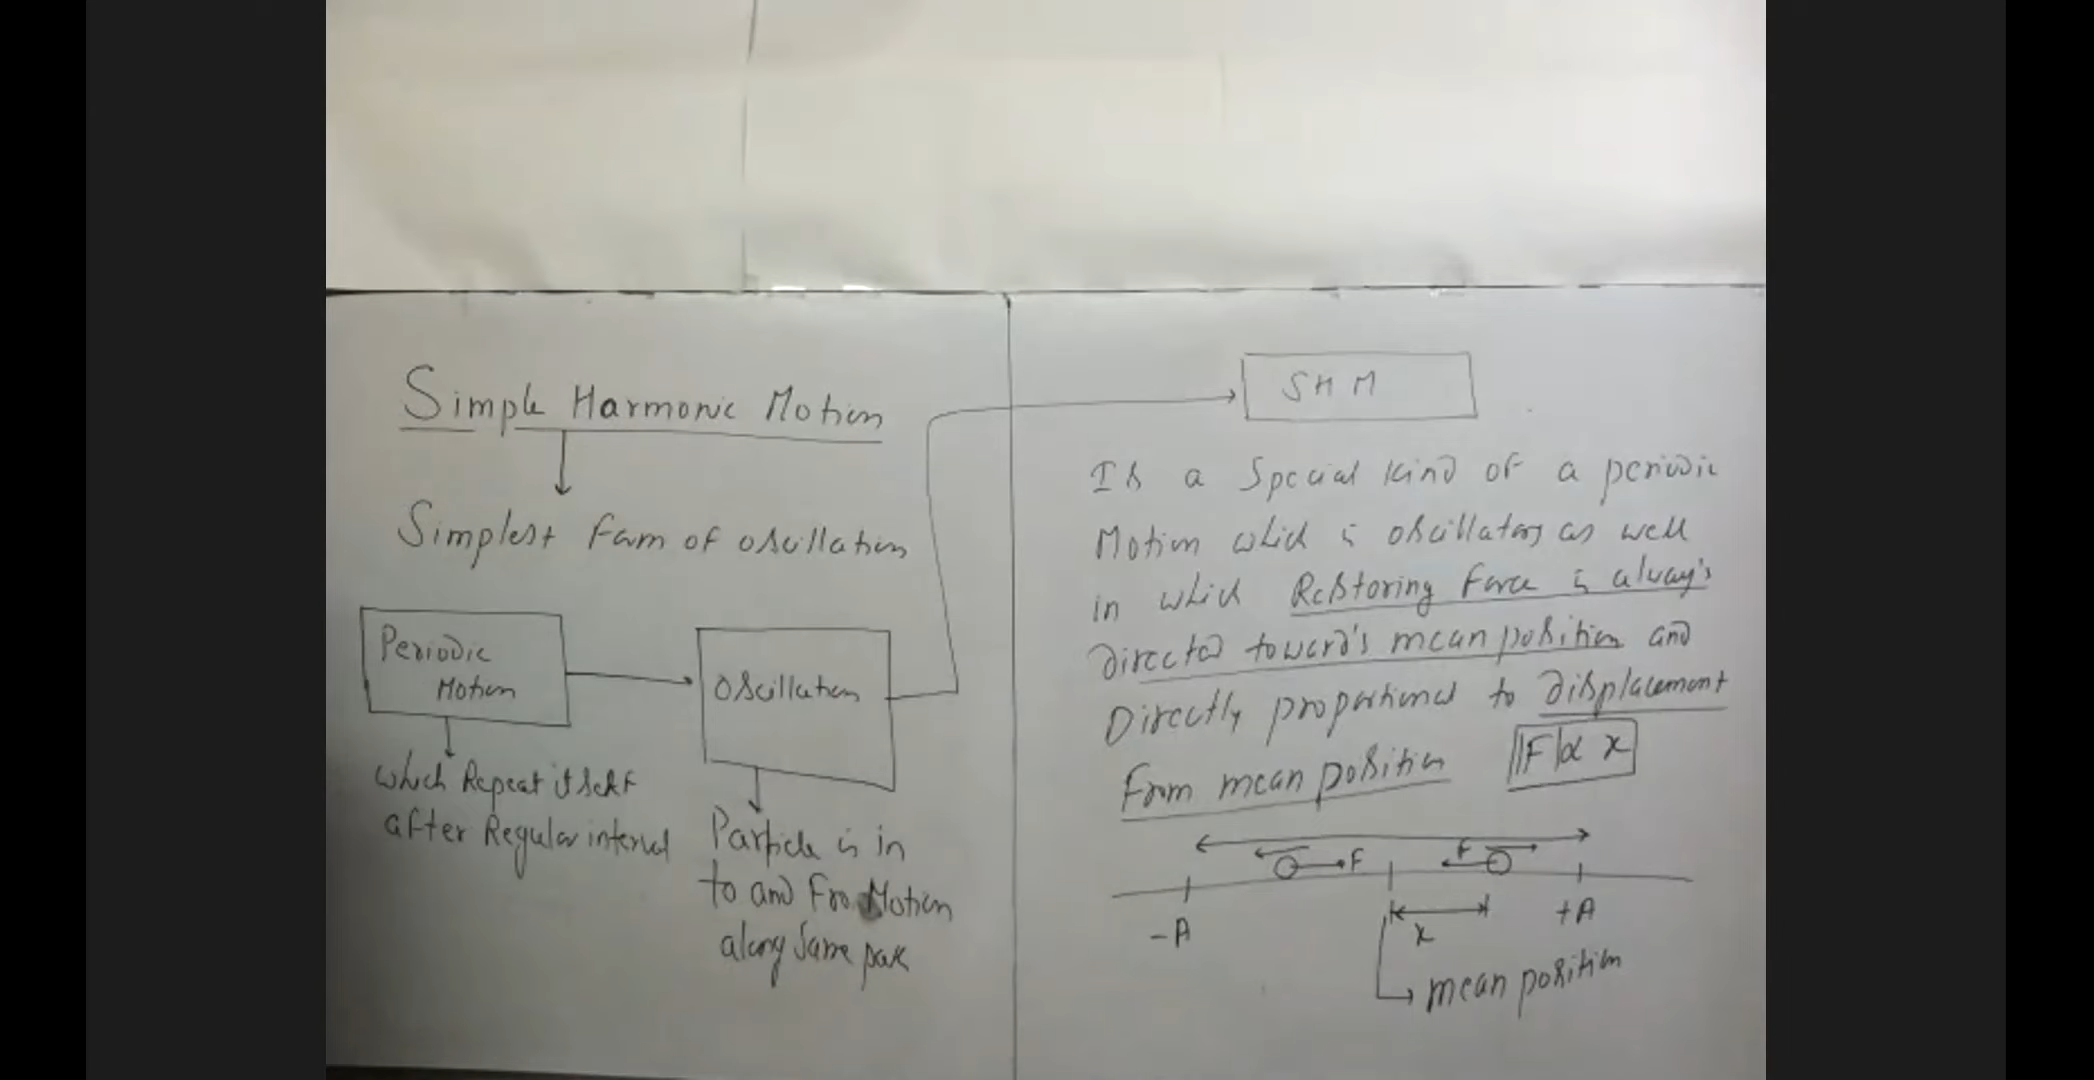 Simple Harmonic Motion
Simplest Form of oscillation
Periodic
Motion
Oscillation
which Repeat itself
after Regular interval
Particle is in
to and Fro Motion
along same path
SHM
Is a Special kind of a periodic
Motion which is oscillatory as well
in which Restoring Force is alway's
directed toward's mean position and
Directly proportional to displacement
From mean position |F| ∝ x
F F
-A x +A
mean position